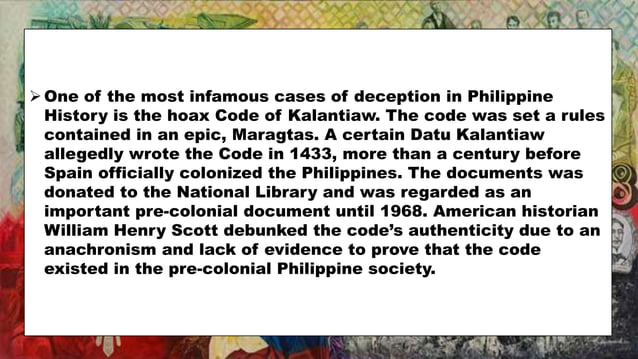 ➢ One of the most infamous cases of deception in Philippine
History is the hoax Code of Kalantiaw. The code was set a rules
contained in an epic, Maragtas. A certain Datu Kalantiaw
allegedly wrote the Code in 1433, more than a century before
Spain officially colonized the Philippines. The documents was
donated to the National Library and was regarded as an
important pre-colonial document until 1968. American historian
William Henry Scott debunked the code’s authenticity due to an
anachronism and lack of evidence to prove that the code
existed in the pre-colonial Philippine society.